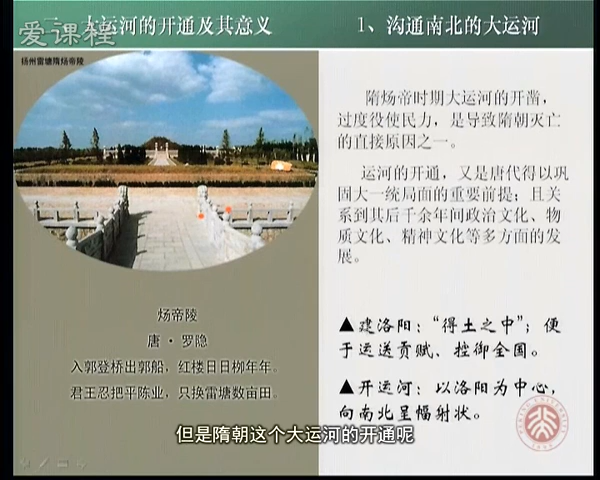 爱课程
大运河的开通及其意义
1、沟通南北的大运河
扬州雷塘隋炀帝陵
隋炀帝时期大运河的开凿，
过度役使民力，是导致隋朝灭亡
的直接原因之一。
运河的开通，又是唐代得以巩
固大一统局面的重要前提；且关
系到其后千余年间政治文化、物
质文化、精神文化等多方面的发
展。
炀帝陵
唐·罗隐
入郭登桥出郭船，红楼日日柳年年。
君王忍把平陈业，只换雷塘数亩田。
▲建洛阳：“得土之中”；便
于运送贡赋、控御全国。
▲开运河：以洛阳为中心，
向南北呈幅射状。
但是隋朝这个大运河的开通呢